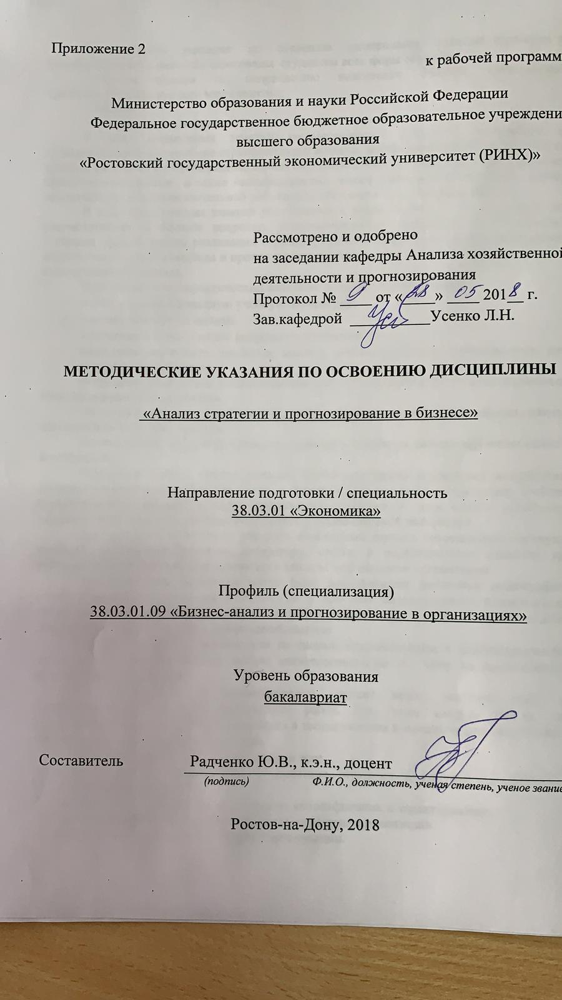 Приложение 2
к рабочей программ
Министерство образования и науки Российской Федерации
Федеральное государственное бюджетное образовательное учреждени
высшего образования
«Ростовский государственный экономический университет (РИНХ)»
Рассмотрено и одобрено
на заседании кафедры Анализа хозяйственной
деятельности и прогнозирования
Протокол № 9 от «28» 05 2018 г.
Зав.кафедрой Усенко Л.Н.
МЕТОДИЧЕСКИЕ УКАЗАНИЯ ПО ОСВОЕНИЮ ДИСЦИПЛИНЫ
«Анализ стратегии и прогнозирование в бизнесе»
Направление подготовки / специальность
38.03.01 «Экономика»
Профиль (специализация)
38.03.01.09 «Бизнес-анализ и прогнозирование в организациях»
Уровень образования
бакалавриат
Составитель Радченко Ю.В., к.э.н., доцент
(подпись) Ф.И.О., должность, ученая степень, ученое звание
Ростов-на-Дону, 2018